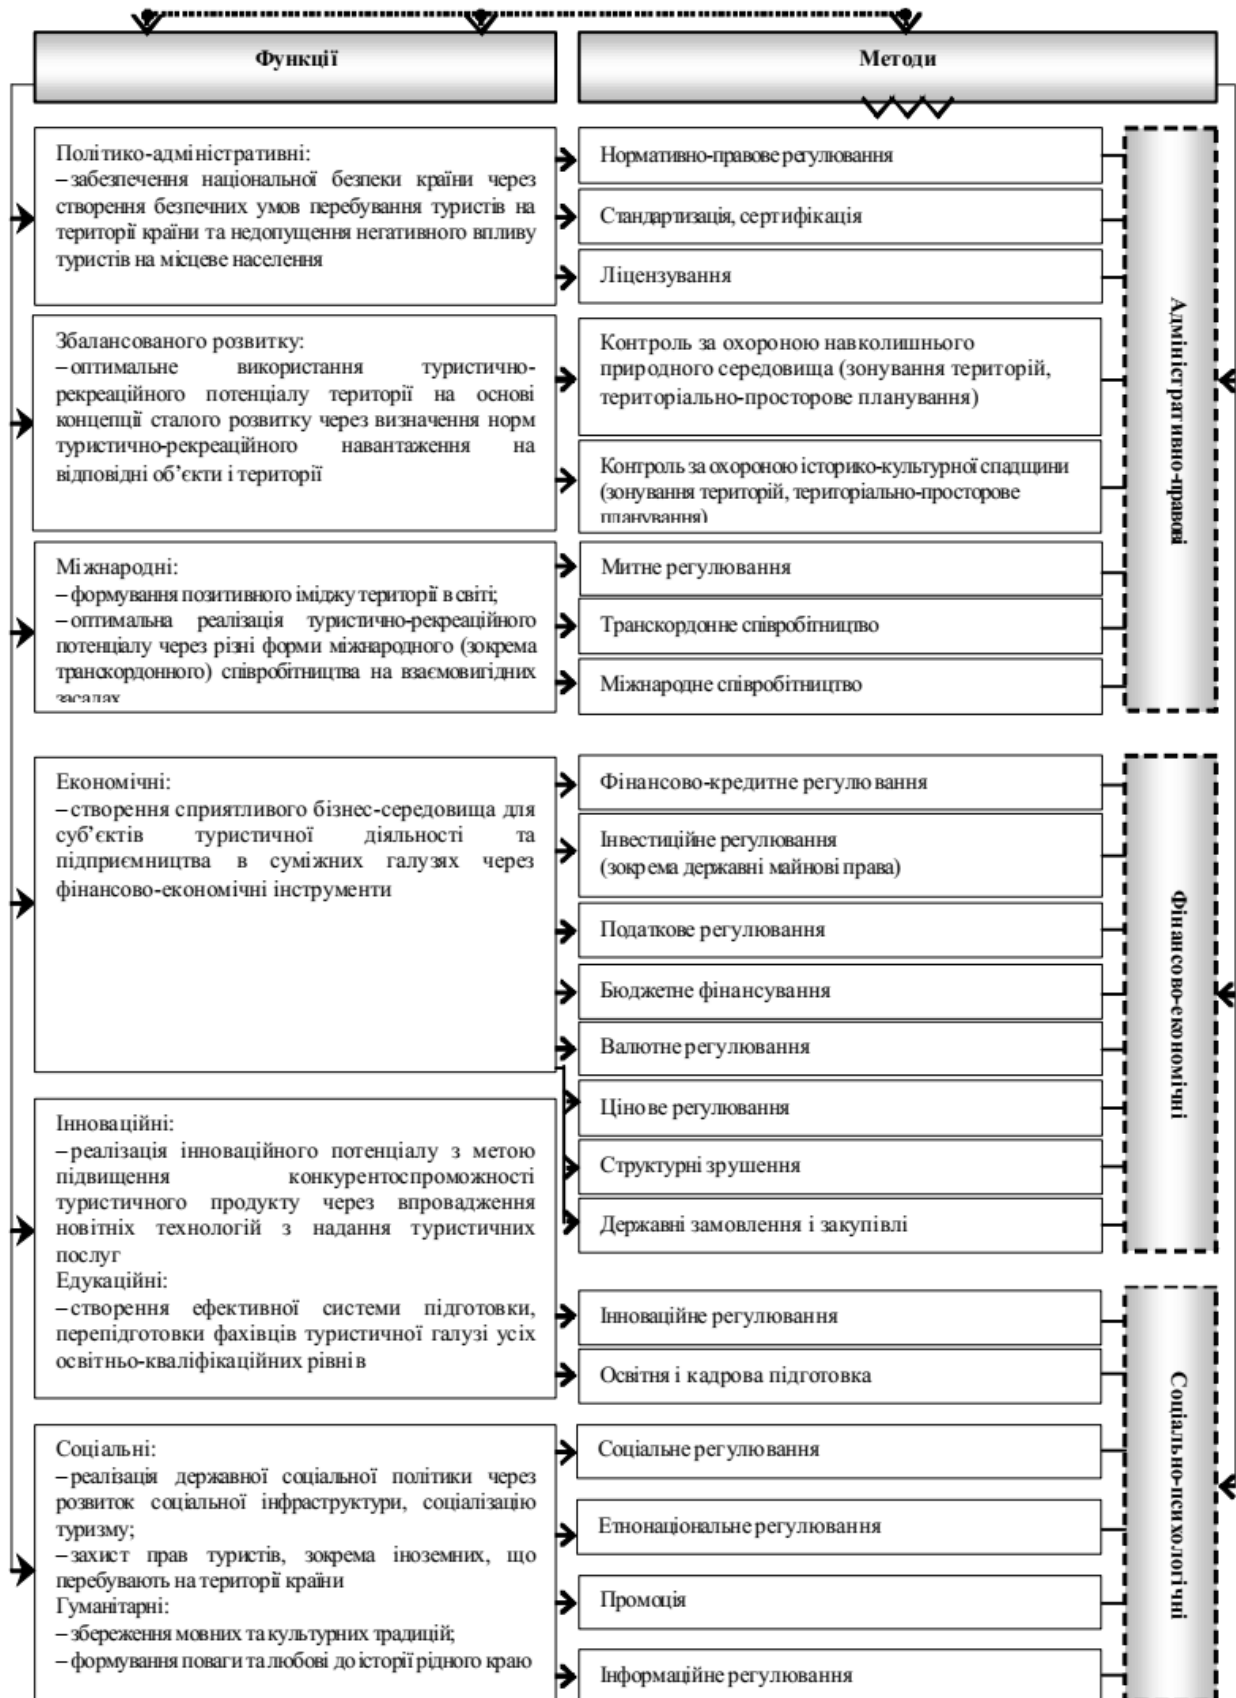 Функції
Методи
Політико-адміністративні:
– забезпечення національної безпеки країни через
створення безпечних умов перебування туристів на
території країни та недопущення негативного впливу
туристів на місцеве населення
Нормативно-правове регулювання
Стандартизація, сертифікація
Ліцензування
Збалансованого розвитку:
– оптимальне використання туристично-
рекреаційного потенціалу території на основі
концепції сталого розвитку через визначення норм
туристично-рекреаційного навантаження на
відповідні об’єкти і території
Контроль за охороною навколишнього
природного середовища (зонування територій,
територіально-просторове планування)
Контроль за охороною історико-культурної спадщини
(зонування територій, територіально-просторове
планування)
Міжнародні:
– формування позитивного іміджу території в світі;
– оптимальна реалізація туристично-рекреаційного
потенціалу через різні форми міжнародного (зокрема
транскордонного) співробітництва на взаємовигідних
засадах
Митне регулювання
Транскордонне співробітництво
Міжнародне співробітництво
Адміністративно-правові
Економічні:
– створення сприятливого бізнес-середовища для
суб’єктів туристичної діяльності та
підприємництва в суміжних галузях через
фінансово-економічні інструменти
Фінансово-кредитне регулювання
Інвестиційне регулювання
(зокрема державні майнові права)
Податкове регулювання
Бюджетне фінансування
Валютне регулювання
Цінове регулювання
Структурні зрушення
Державні замовлення і закупівлі
Фінансово-економічні
Інноваційні:
– реалізація інноваційного потенціалу з метою
підвищення конкурентоспроможності
туристичного продукту через впровадження
новітніх технологій з надання туристичних
послуг
Едукаційні:
– створення ефективної системи підготовки,
перепідготовки фахівців туристичної галузі усіх
освітньо-кваліфікаційних рівнів
Інноваційне регулювання
Освітня і кадрова підготовка
Соціальні:
– реалізація державної соціальної політики через
розвиток соціальної інфраструктури, соціалізацію
туризму;
– захист прав туристів, зокрема іноземних, що
перебувають на території країни
Гуманітарні:
– збереження мовних та культурних традицій;
– формування поваги та любові до історії рідного краю
Соціальне регулювання
Етнонаціональне регулювання
Промоція
Інформаційне регулювання
Соціально-психологічні